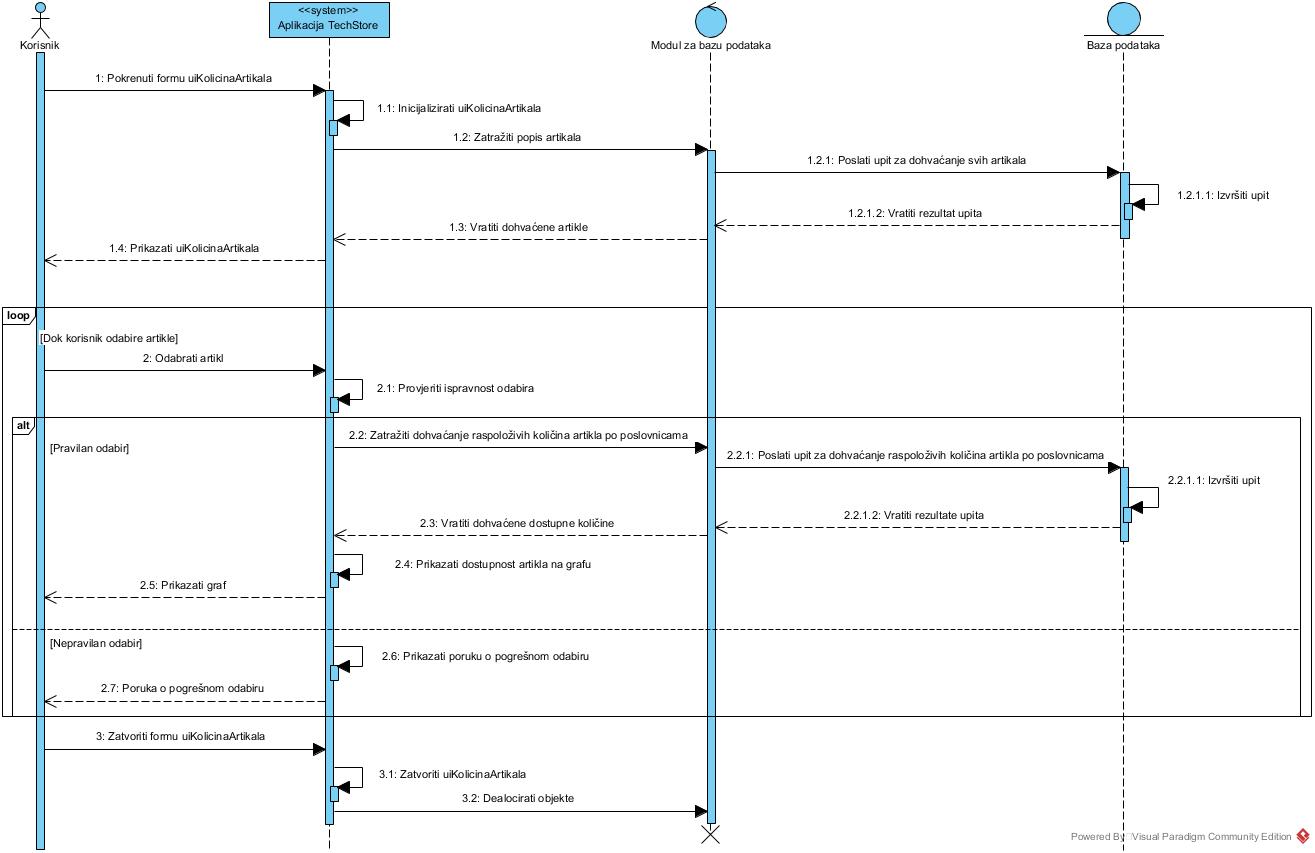 <<system>>
Aplikacija TechStore
Korisnik
Modul za bazu podataka
Baza podataka
1: Pokrenuti formu uiKolicinaArtikala
1.1: Inicijalizirati uiKolicinaArtikala
1.2: Zatražiti popis artikala
1.2.1: Poslati upit za dohvaćanje svih artikala
1.2.1.1: Izvršiti upit
1.2.1.2: Vratiti rezultat upita
1.3: Vratiti dohvaćene artikle
1.4: Prikazati uiKolicinaArtikala
loop
[Dok korisnik odabire artikle]
2: Odabrati artikl
2.1: Provjeriti ispravnost odabira
alt
[Pravilan odabir]
2.2: Zatražiti dohvaćanje raspoloživih količina artikla po poslovnicama
2.2.1: Poslati upit za dohvaćanje raspoloživih količina artikla po poslovnicama
2.2.1.1: Izvršiti upit
2.2.1.2: Vratiti rezultate upita
2.3: Vratiti dohvaćene dostupne količine
2.4: Prikazati dostupnost artikla na grafu
2.5: Prikazati graf
[Nepravilan odabir]
2.6: Prikazati poruku o pogrešnom odabiru
2.7: Poruka o pogrešnom odabiru
3: Zatvoriti formu uiKolicinaArtikala
3.1: Zatvoriti uiKolicinaArtikala
3.2: Dealocirati objekte
Powered By Visual Paradigm Community Edition